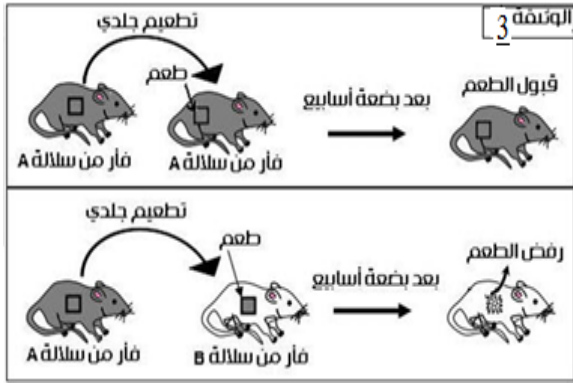 الوثيقة 3
تطعيم جلدي
طعم
بعد بضعة أسابيع
قبول الطعم
فأر من سلالة A
فأر من سلالة A
تطعيم جلدي
طعم
بعد بضعة أسابيع
رفض الطعم
فأر من سلالة A
فأر من سلالة B